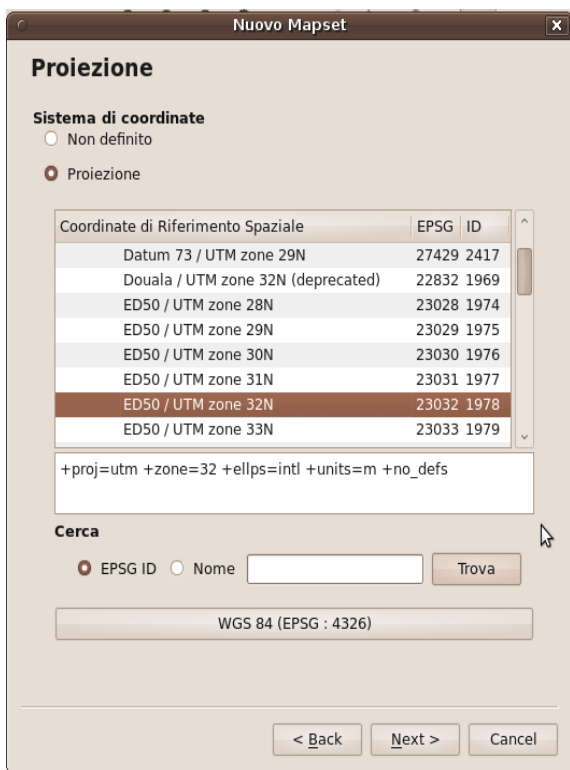 Nuovo Mapset
Proiezione
Sistema di coordinate
Non definito
Proiezione
Coordinate di Riferimento Spaziale EPSG ID
Datum 73 / UTM zone 29N 27429 2417
Douala / UTM zone 32N (deprecated) 22832 1969
ED50 / UTM zone 28N 23028 1974
ED50 / UTM zone 29N 23029 1975
ED50 / UTM zone 30N 23030 1976
ED50 / UTM zone 31N 23031 1977
ED50 / UTM zone 32N 23032 1978
ED50 / UTM zone 33N 23033 1979
+proj=utm +zone=32 +ellps=intl +units=m +no_defs
Cerca
EPSG ID Nome Trova
WGS 84 (EPSG : 4326)
< Back Next > Cancel